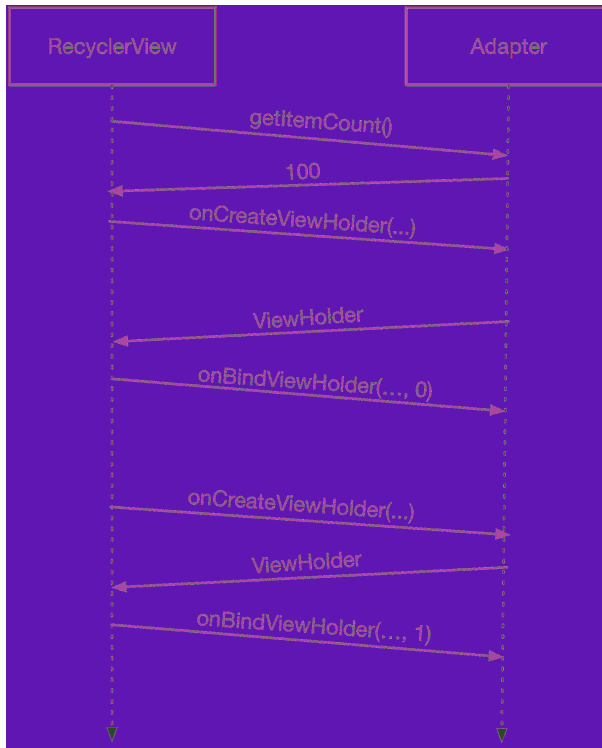 RecyclerView
Adapter
getItemCount()
100
onCreateViewHolder(...)
ViewHolder
onBindViewHolder(..., 0)
onCreateViewHolder(...)
ViewHolder
onBindViewHolder(..., 1)